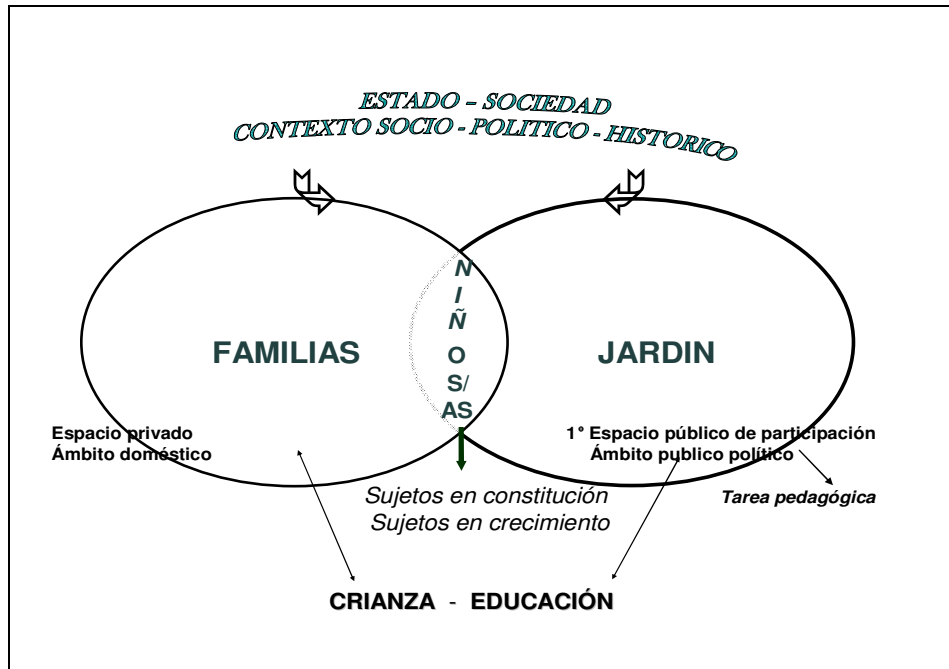 ESTADO – SOCIEDAD
CONTEXTO SOCIO - POLITICO - HISTORICO
FAMILIAS
N
I
Ñ
O
S/
AS
JARDIN
Espacio privado
Ámbito doméstico
1° Espacio público de participación
Ámbito publico político
Tarea pedagógica
Sujetos en constitución
Sujetos en crecimiento
CRIANZA - EDUCACIÓN